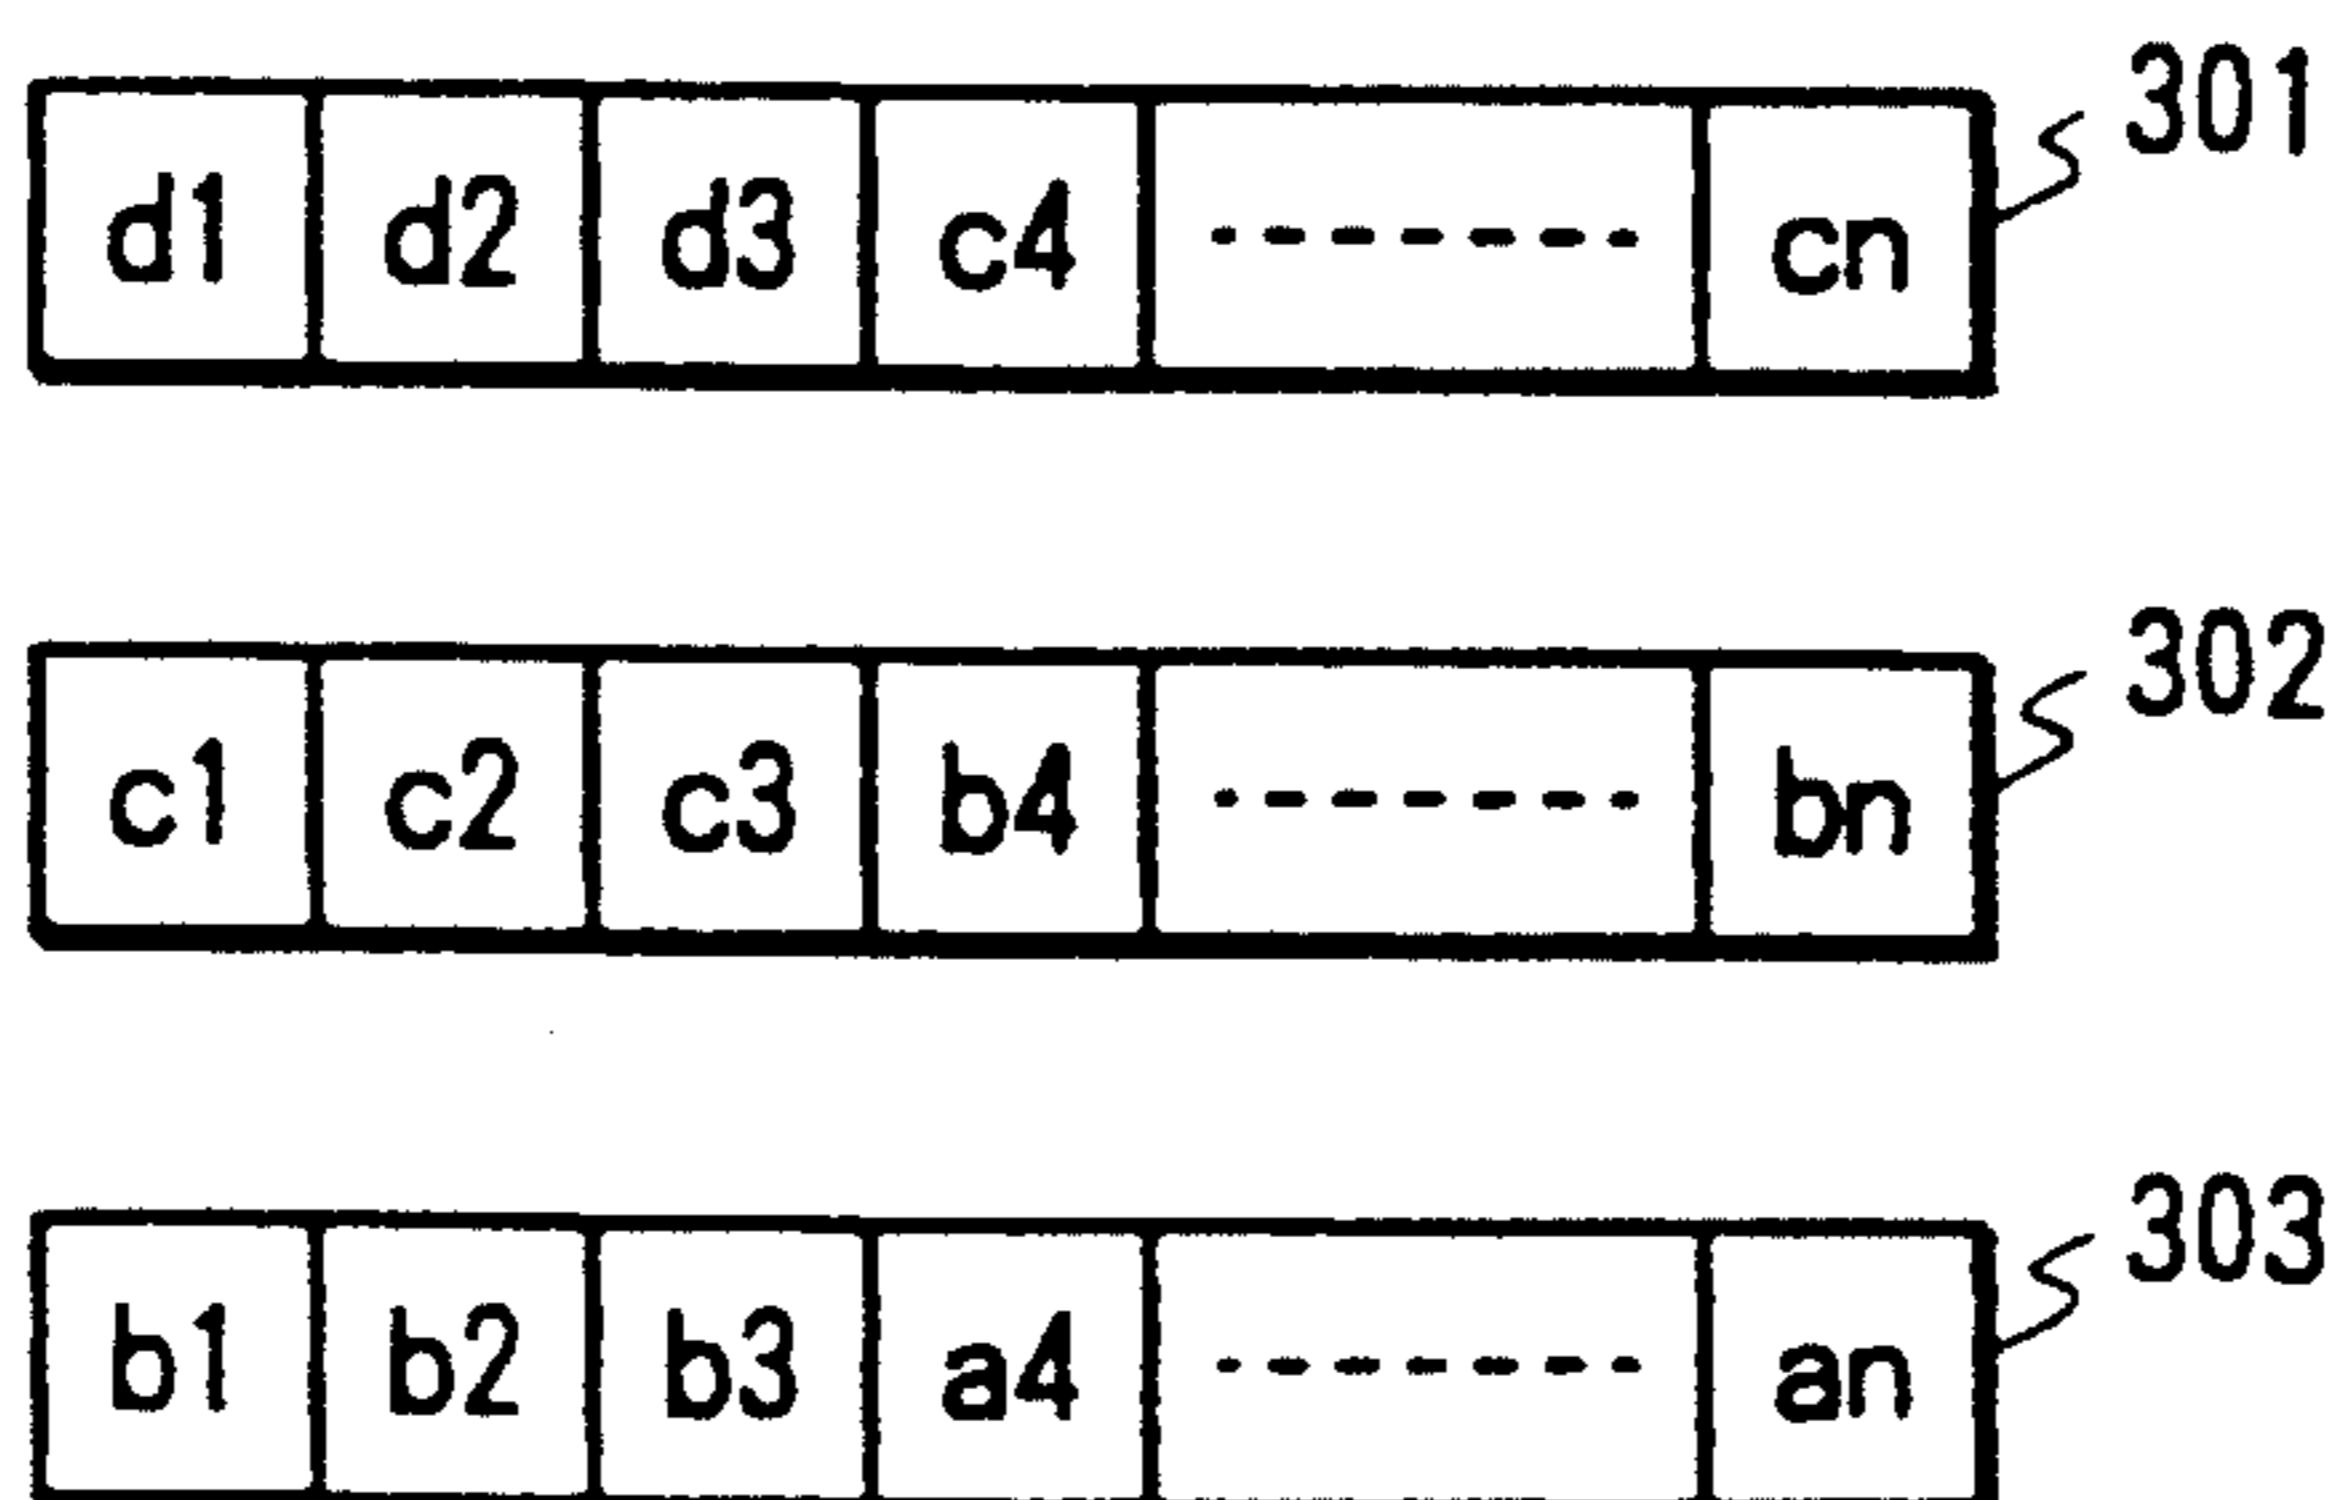 301
d1 d2 d3 c4 ------- cn
302
c1 c2 c3 b4 ------- bn
303
b1 b2 b3 a4 ------- an